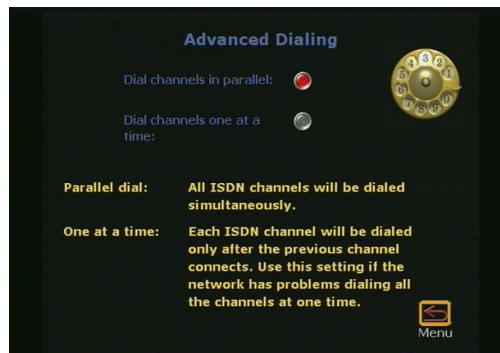 Advanced Dialing
Dial channels in parallel:
Dial channels one at a
time:
Parallel dial: All ISDN channels will be dialed
simultaneously.
One at a time: Each ISDN channel will be dialed
only after the previous channel
connects. Use this setting if the
network has problems dialing all
the channels at one time.
Menu